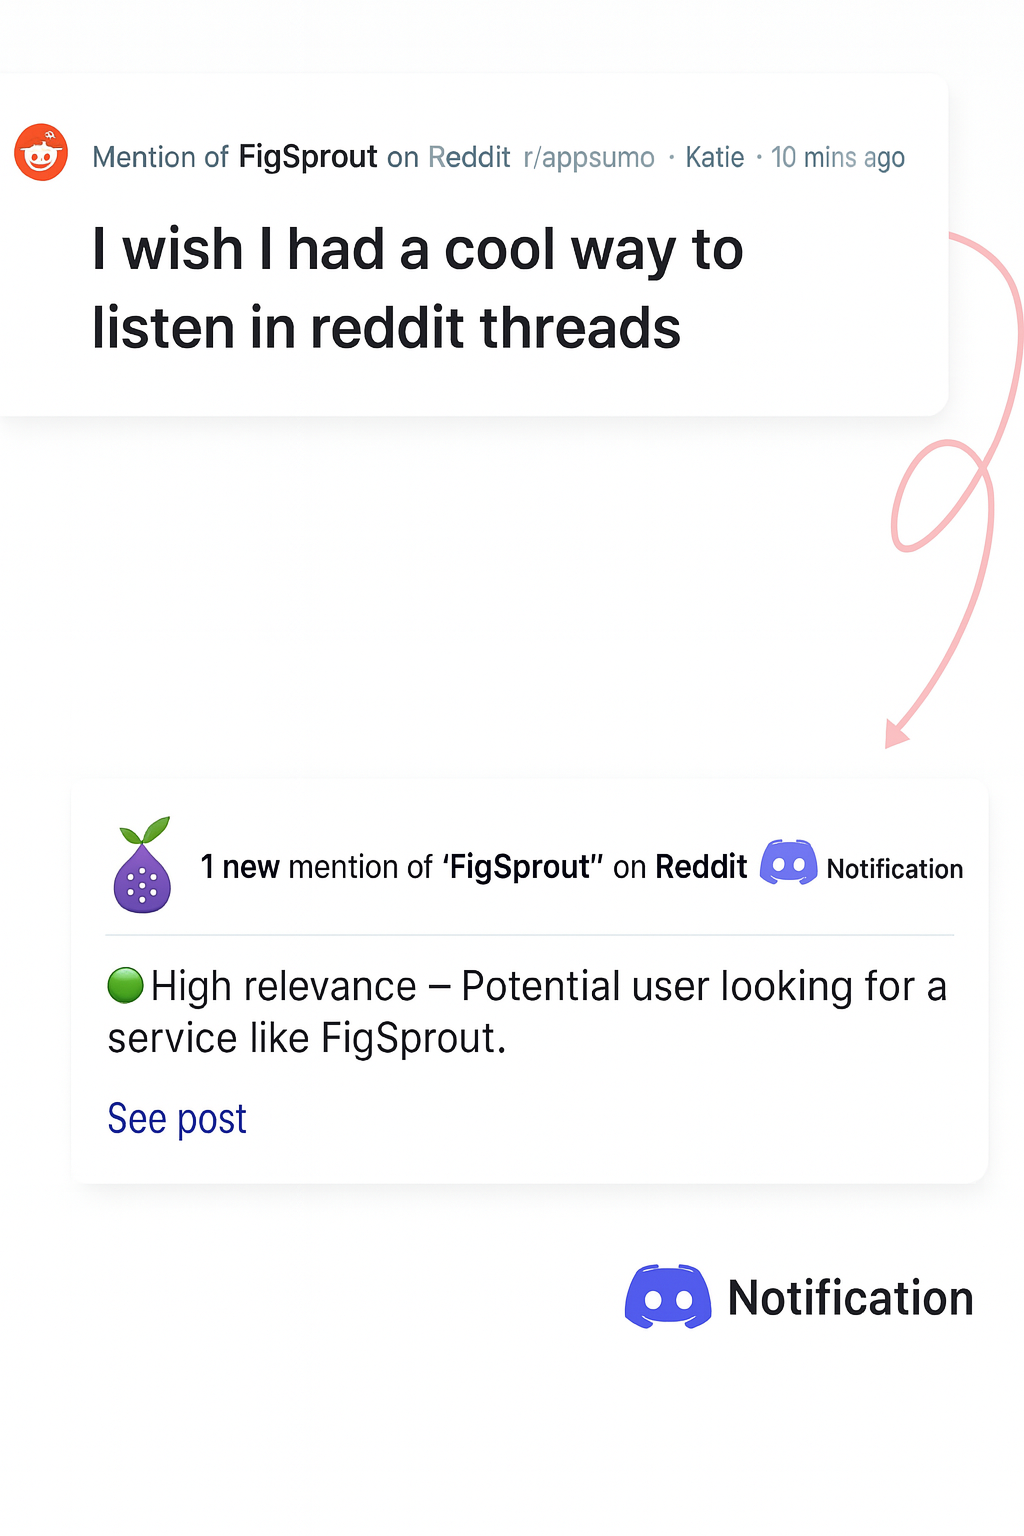 Mention of FigSprout on Reddit r/appsumo · Katie · 10 mins ago
I wish I had a cool way to
listen in reddit threads
1 new mention of ‘FigSprout” on Reddit Notification
High relevance – Potential user looking for a
service like FigSprout.
See post
Notification